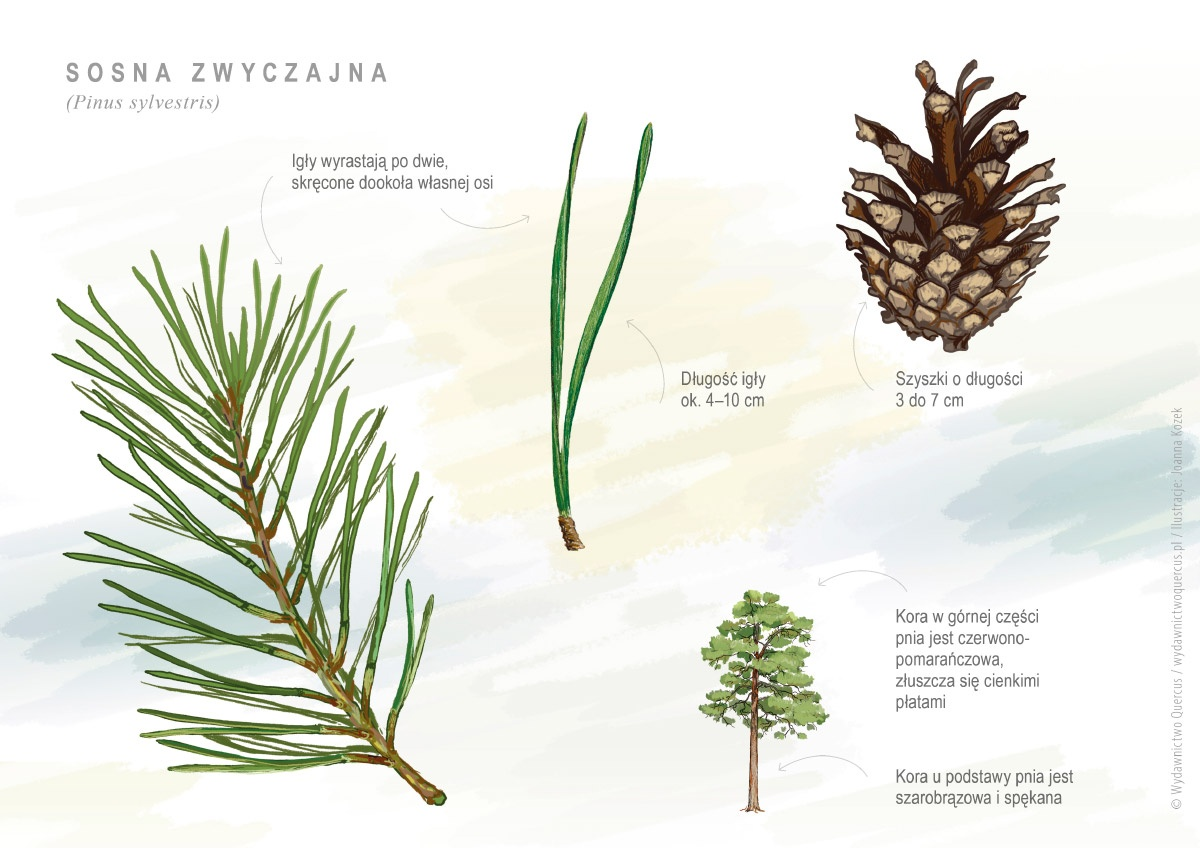 SOSNA ZWYCZAJNA
(Pinus sylvestris)
Igły wyrastają po dwie,
skręcone dookoła własnej osi
Długość igły
ok. 4–10 cm
Szyszki o długości
3 do 7 cm
Kora w górnej części
pnia jest czerwono-
pomarańczowa,
złuszcza się cienkimi
płatami
Kora u podstawy pnia jest
szarobrązowa i spękana
© Wydawnictwo Quercus / wydawnictwoquercus.pl / Ilustracje: Joanna Kozek